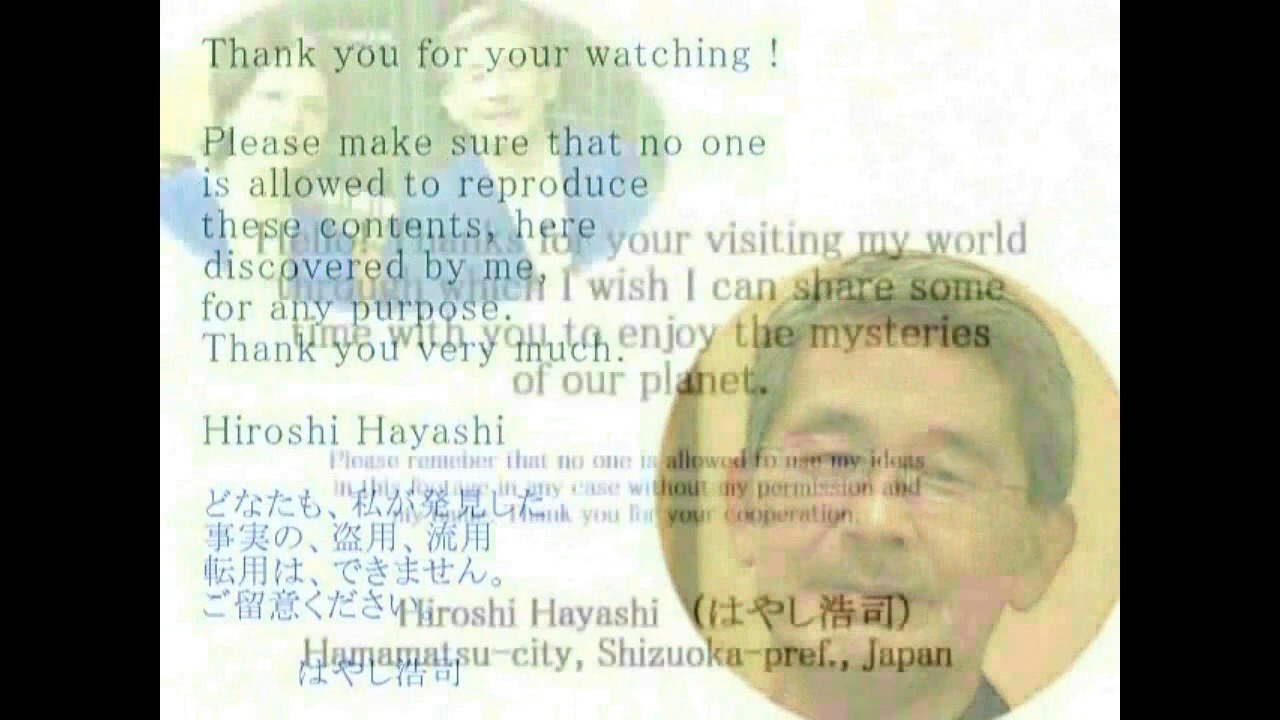 Thank you for your watching !
Please make sure that no one
is allowed to reproduce
these contents, here
discovered by me,
for any purpose.
Thank you very much.
Hiroshi Hayashi
どなたも、私が発見した
事実の、盗用、流用
転用は、できません。
ご留意ください。
はやし浩司
Hello! Thanks for your visiting my world
through which I wish I can share some
time with you to enjoy the mysteries
of our planet.
Please remeber that no one is allowed to use my ideas
in this footage in any case without my permission and
my name. Thank you for your cooperation.
Hiroshi Hayashi (はやし浩司)
Hamamatsu-city, Shizuoka-pref., Japan